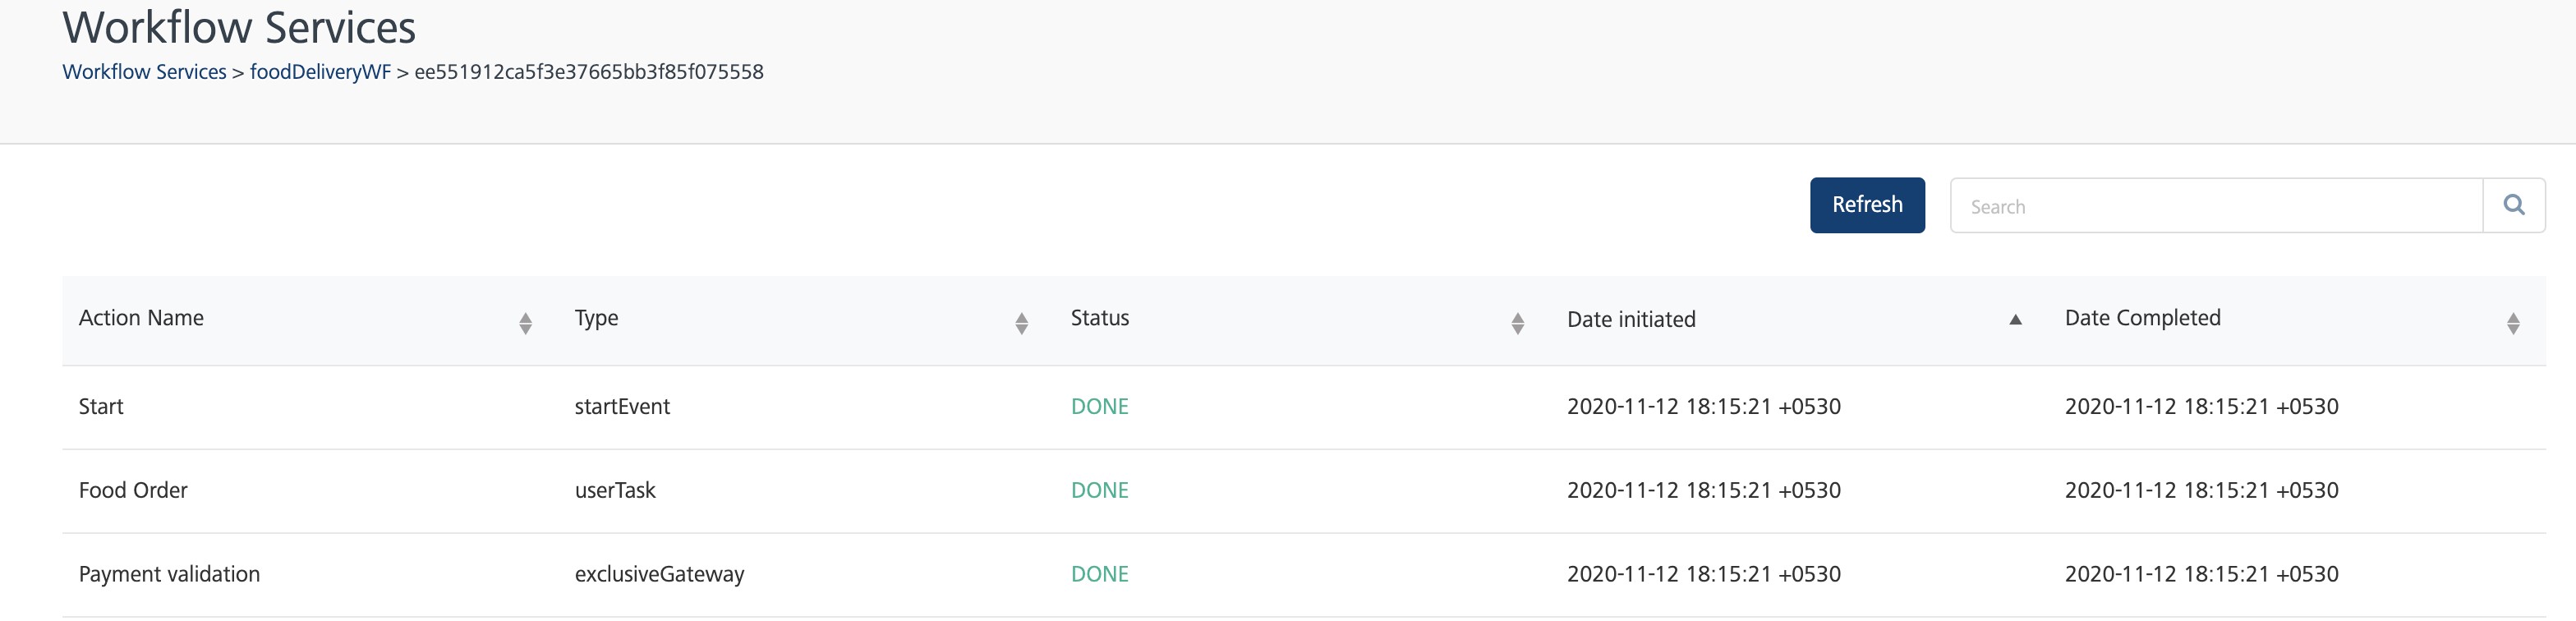 Workflow Services
Workflow Services > foodDeliveryWF > ee551912ca5f3e37665bb3f85f075558
Refresh
Search
Action Name Type Status Date initiated Date Completed
Start startEvent DONE 2020-11-12 18:15:21 +0530 2020-11-12 18:15:21 +0530
Food Order userTask DONE 2020-11-12 18:15:21 +0530 2020-11-12 18:15:21 +0530
Payment validation exclusiveGateway DONE 2020-11-12 18:15:21 +0530 2020-11-12 18:15:21 +0530